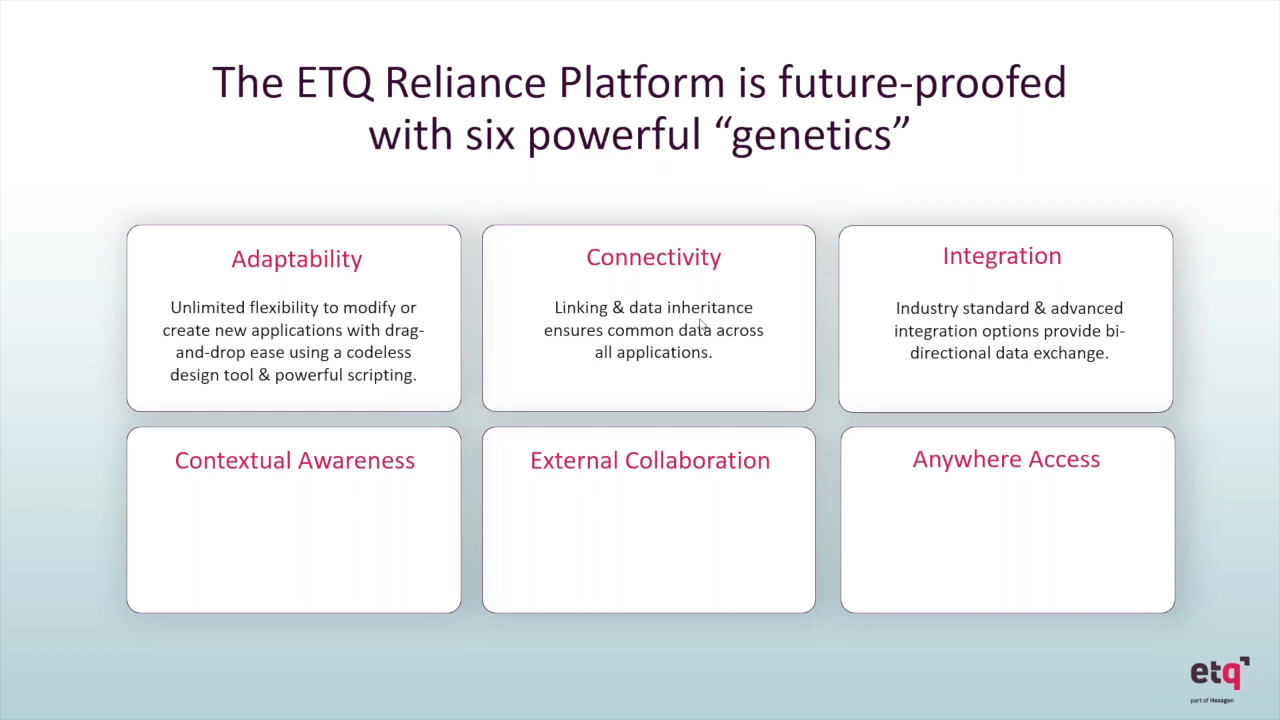 The ETQ Reliance Platform is future-proofed
with six powerful “genetics”
Adaptability
Unlimited flexibility to modify or
create new applications with drag-
and-drop ease using a codeless
design tool & powerful scripting.
Connectivity
Linking & data inheritance
ensures common data across
all applications.
Integration
Industry standard & advanced
integration options provide bi-
directional data exchange.
Contextual Awareness
External Collaboration
Anywhere Access
etq
part of Hexagon